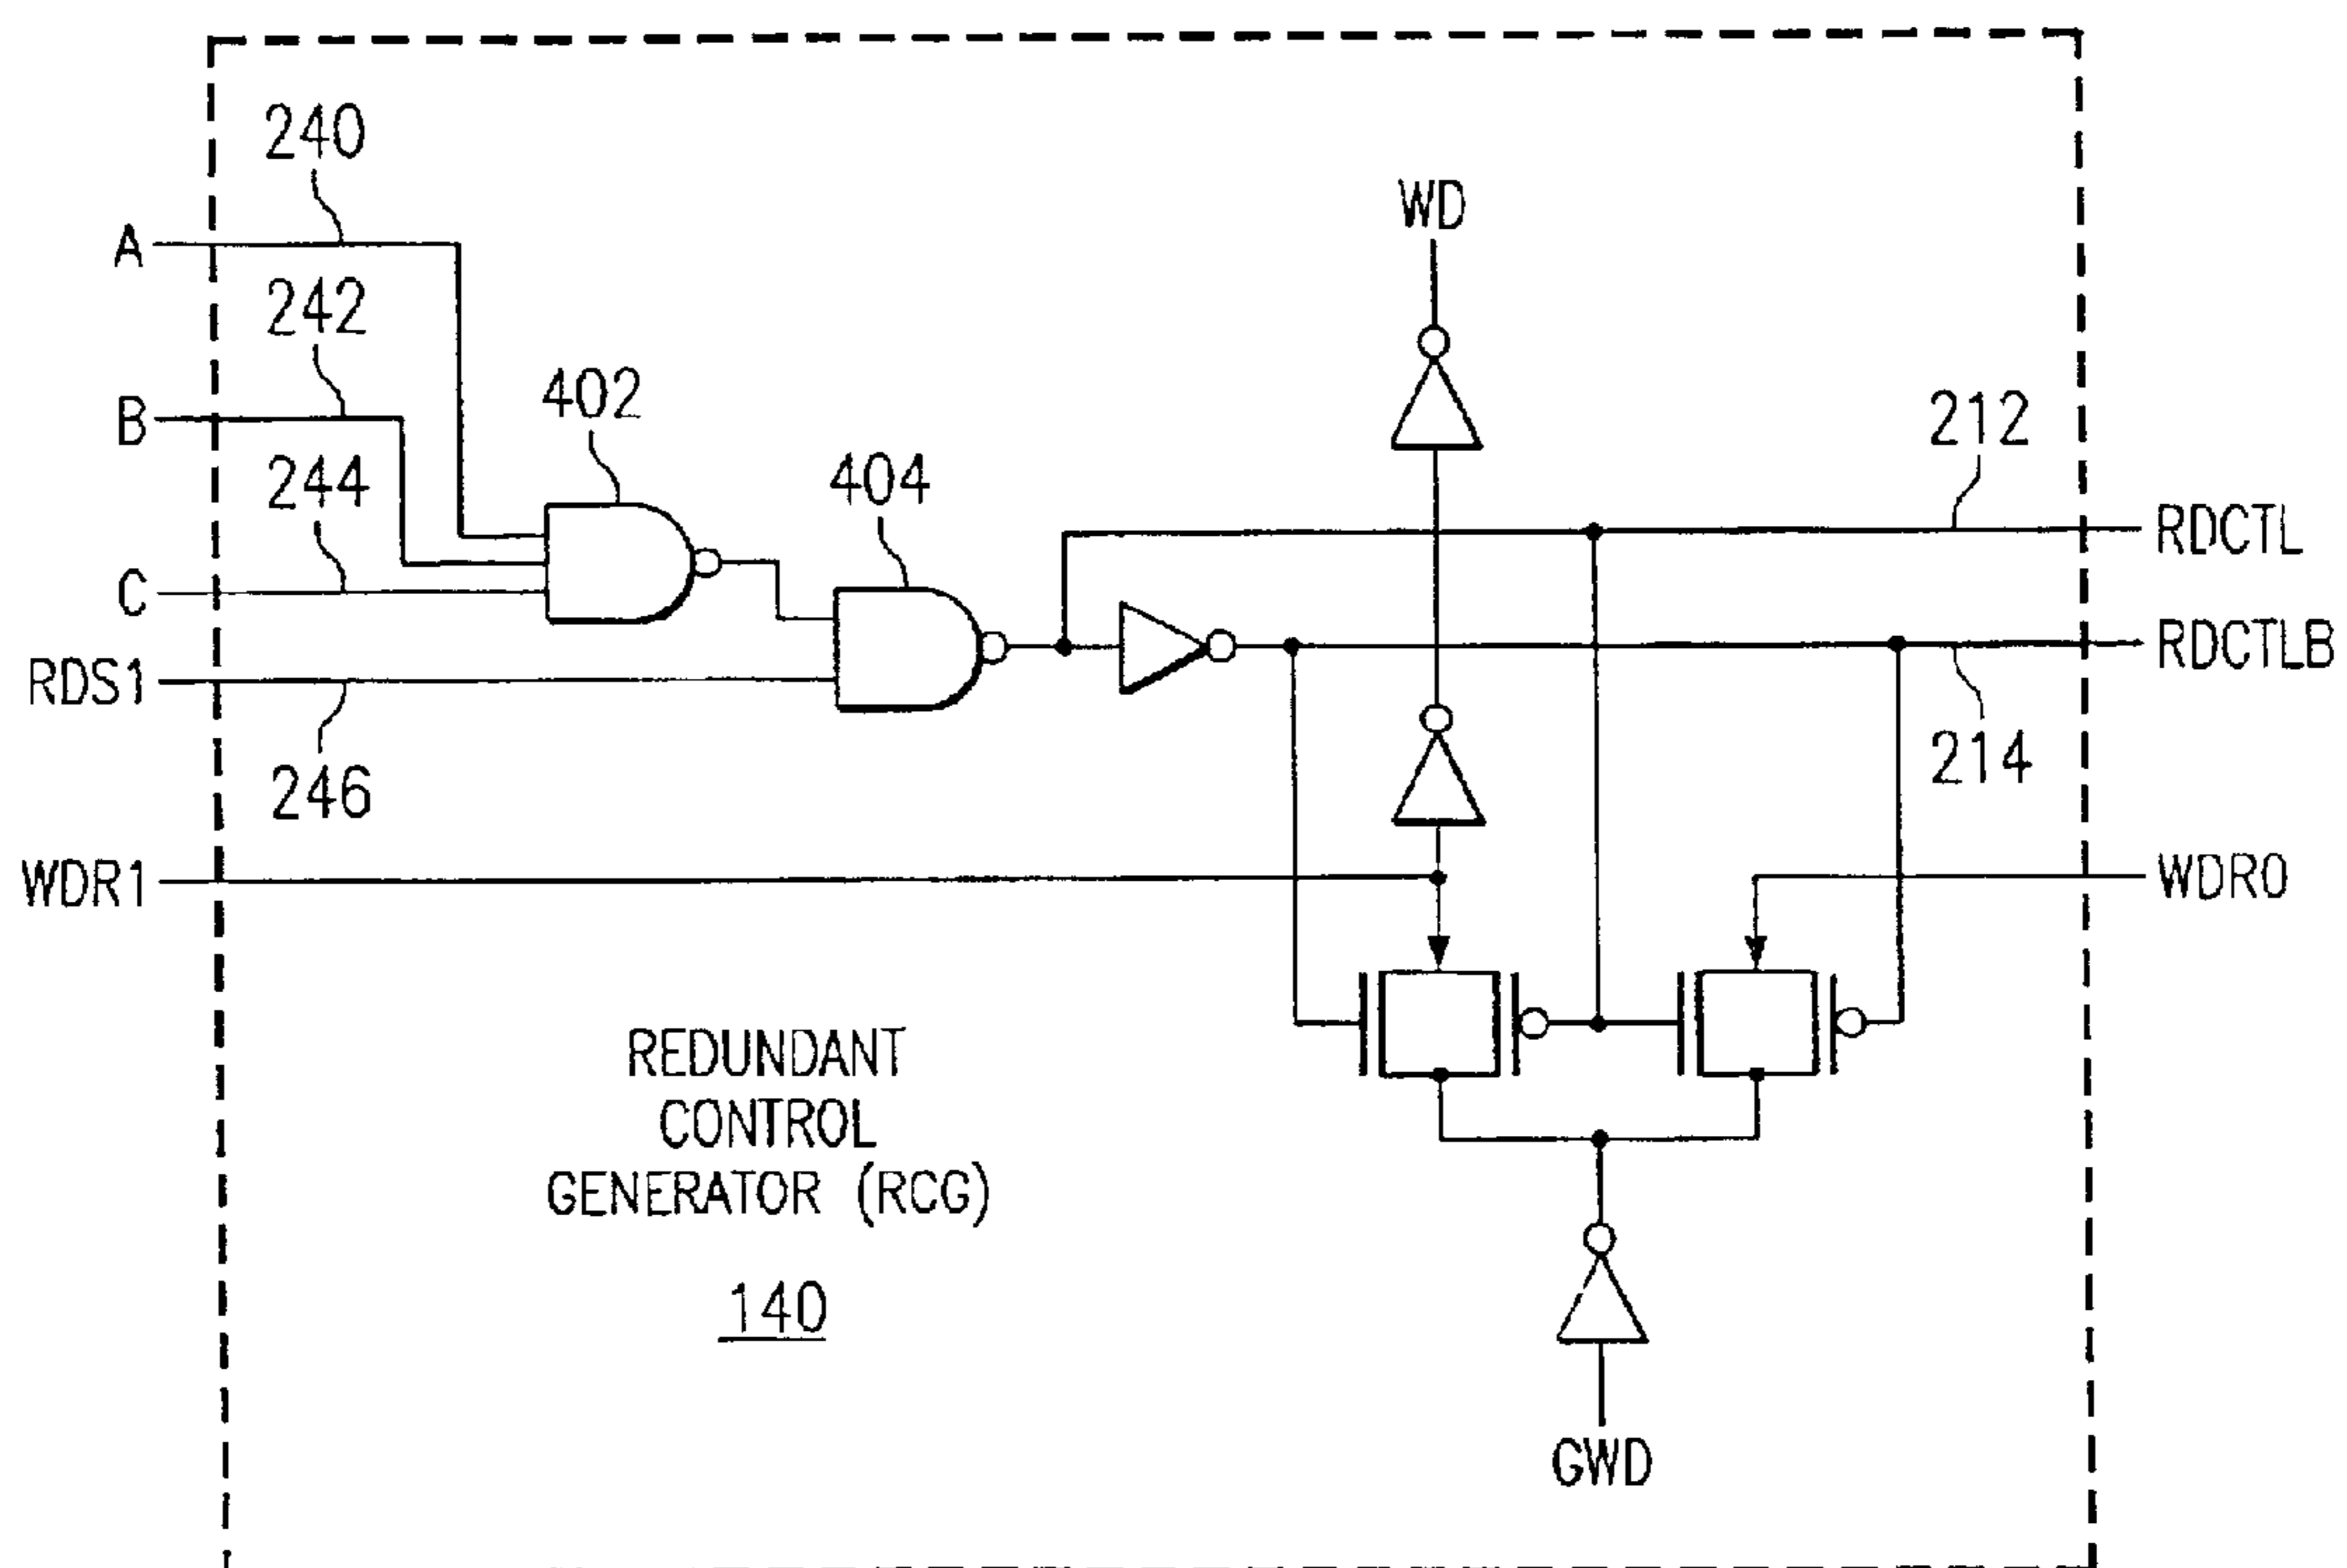 240
A
WD
242
B
402
212
244
404
RDCTL
C
RDCTLB
RDS1
246
214
WDR1
WDR0
REDUNDANT
CONTROL
GENERATOR (RCG)
140
GWD